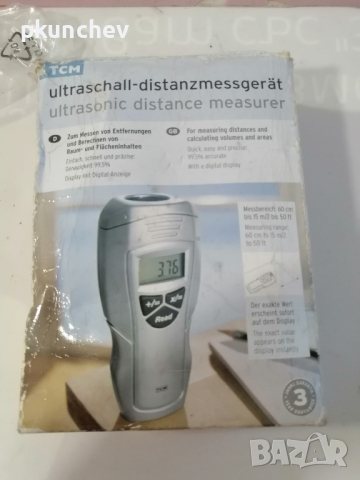 pkunchev
TCM
ultraschall-distanzmessgerät
ultrasonic distance measurer
D
Zum Messen von Entfernungen
und Berechnen von
Raum- und Flächeninhalten
Einfach, schnell und präzise
Genauigkeit 99,5%
Display mit Digital-Anzeige
GB
For measuring distances and
calculating volumes and areas
Quick, easy and precise
99.5% accurate
With a digital display
Messbereich 60 cm
bis 15 m/2 bis 50 ft
Measuring range:
60 cm to 15 m/2
to 50 ft
3.76
+/=
Read
TCM
Der exakte Wert
erscheint sofort
auf dem Display
The exact value
appears on the
display instantly
3
BAZAR